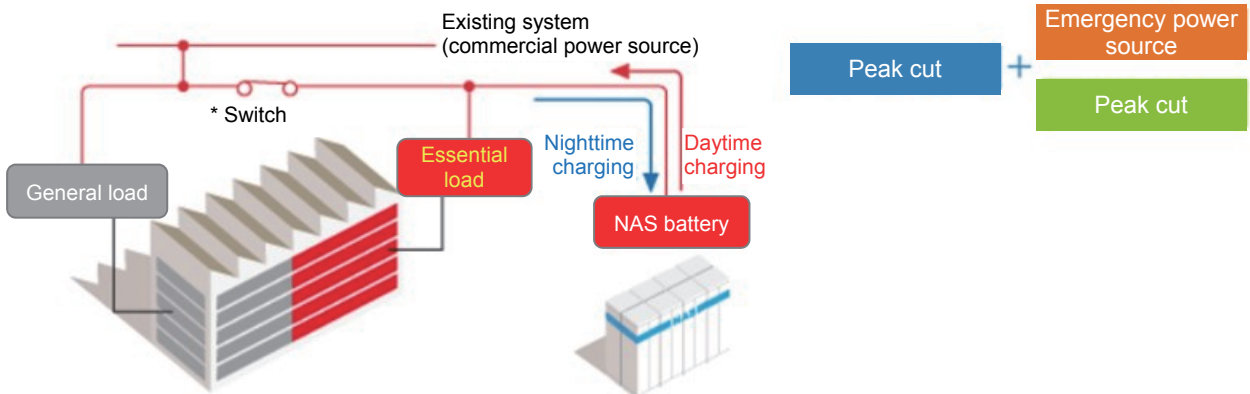 Existing system
(commercial power source)
* Switch
General load
Essential
load
Nighttime
charging
Daytime
charging
NAS battery
Peak cut
+
Emergency power
source
Peak cut